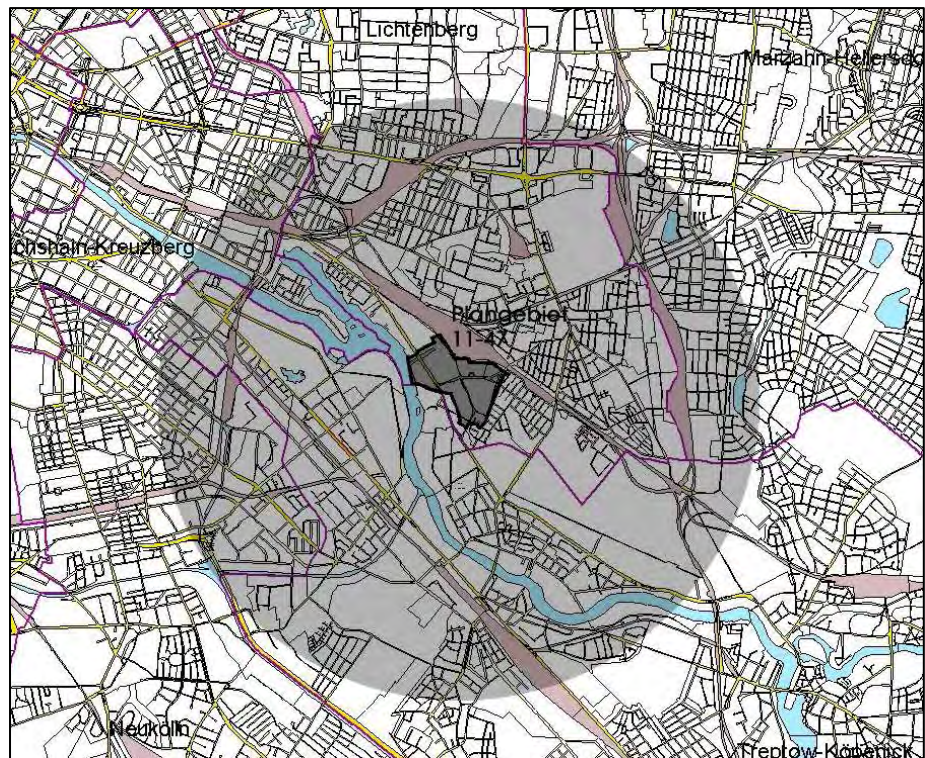 Lichtenberg
Marzahn-Hellersdo
chshain-Kreuzberg
Plangebiet
11-47
Neukölln
Treptow-Köpenick